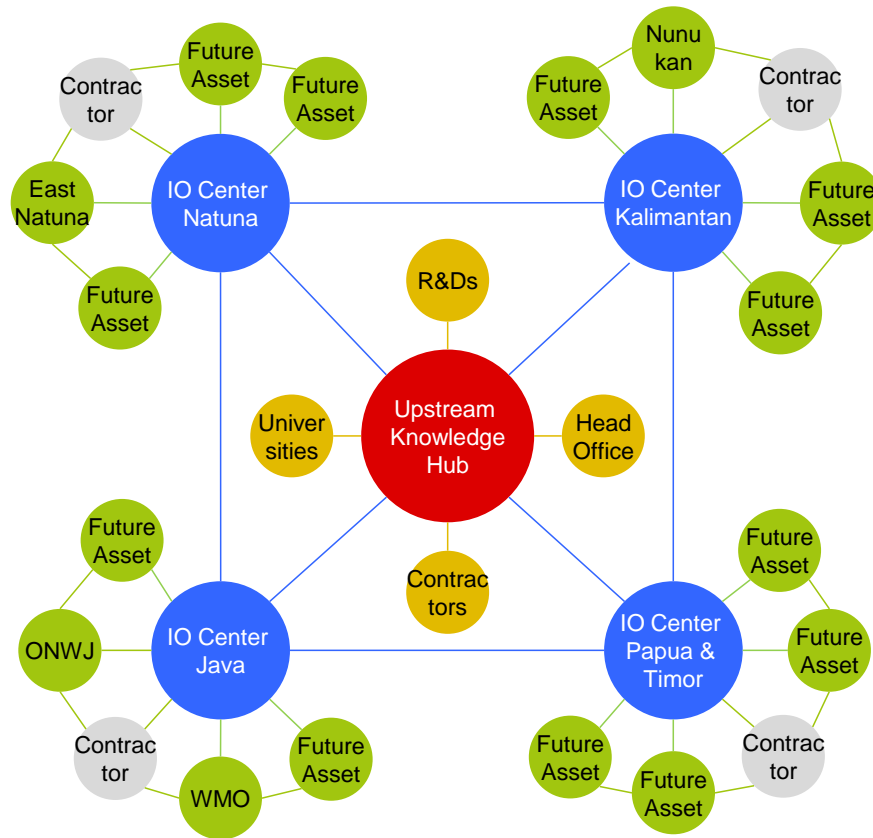 Future
Asset
Contrac
tor
Future
Asset
IO Center
Natuna
East
Natuna
Future
Asset
Nunu
kan
Future
Asset
Contrac
tor
IO Center
Kalimantan
Future
Asset
Future
Asset
R&Ds
Univer
sities
Upstream
Knowledge
Hub
Head
Office
Contrac
tors
Future
Asset
ONWJ
IO Center
Java
Contrac
tor
WMO
Future
Asset
Future
Asset
IO Center
Papua &
Timor
Future
Asset
Future
Asset
Future
Asset
Contrac
tor